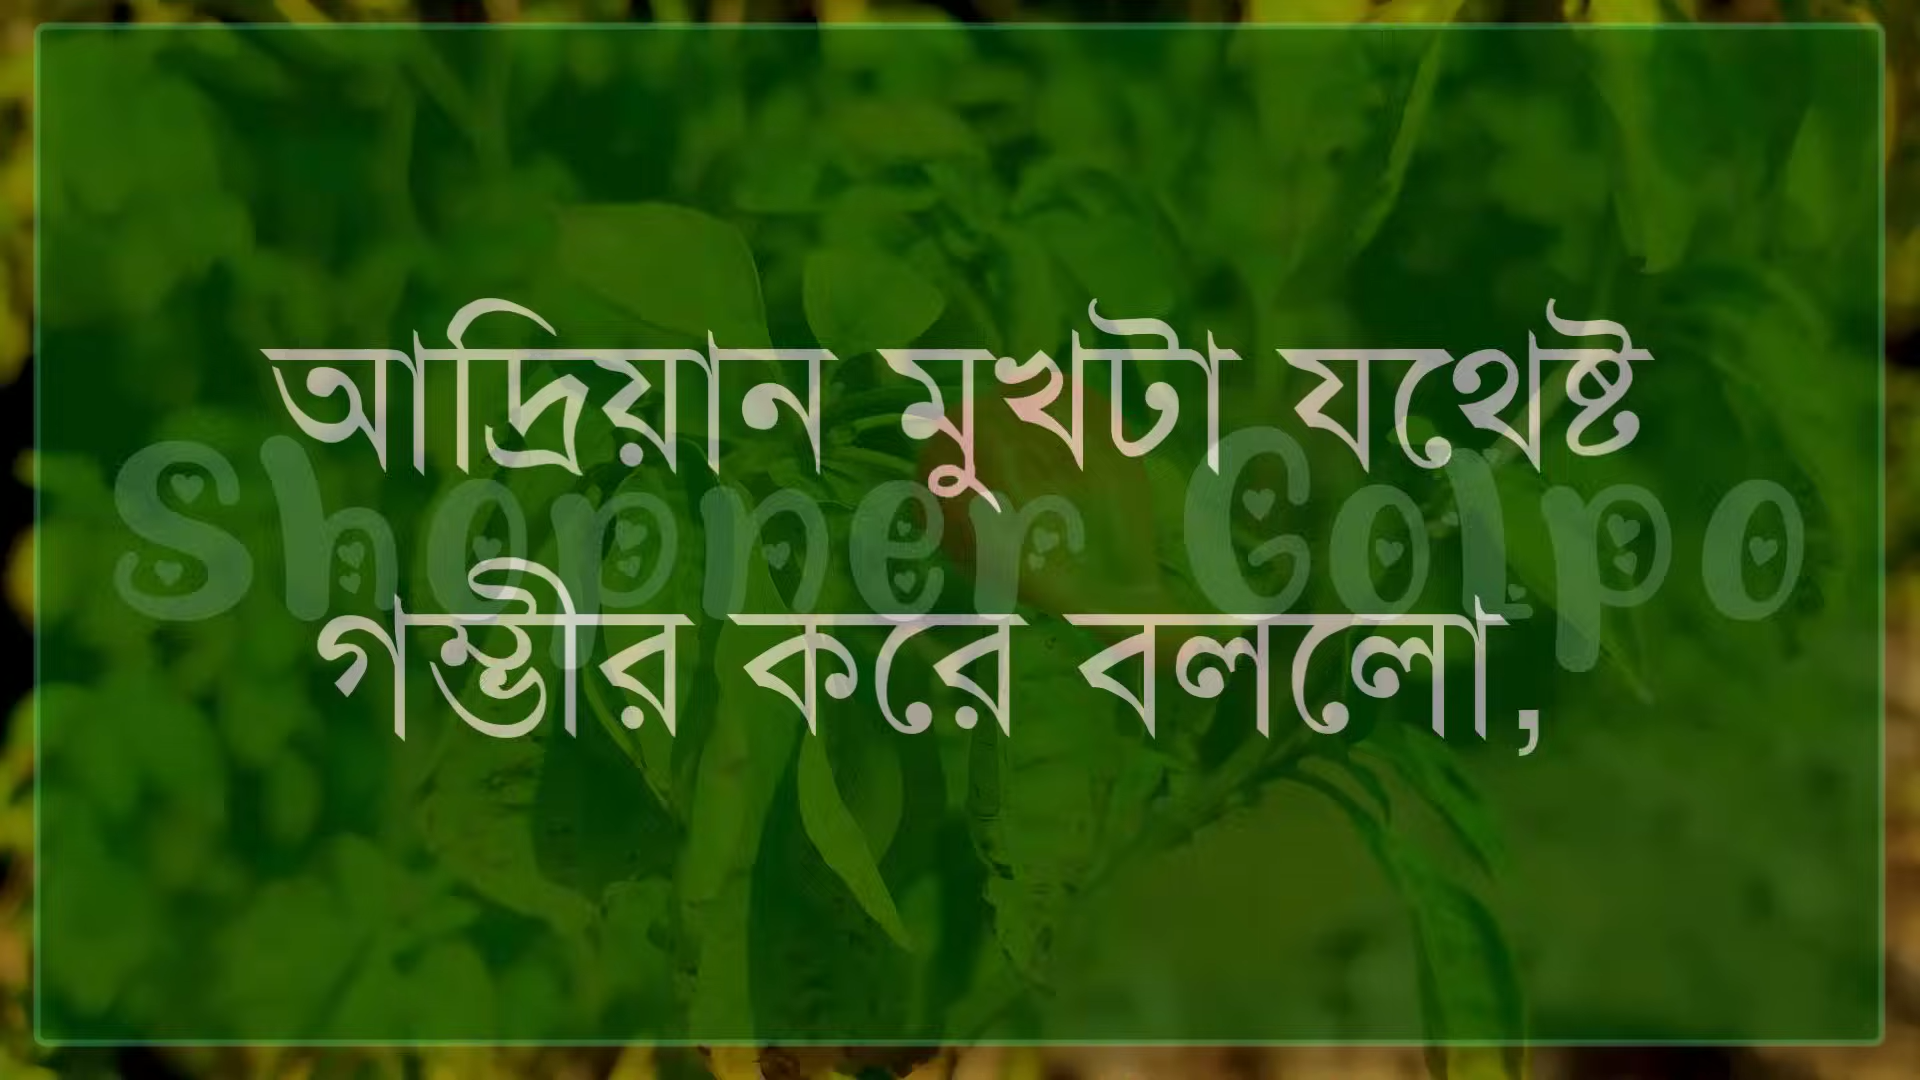 আদ্রিয়ান মুখটা যথেষ্ট
Shopner Golpo
গম্ভীর করে বললো,